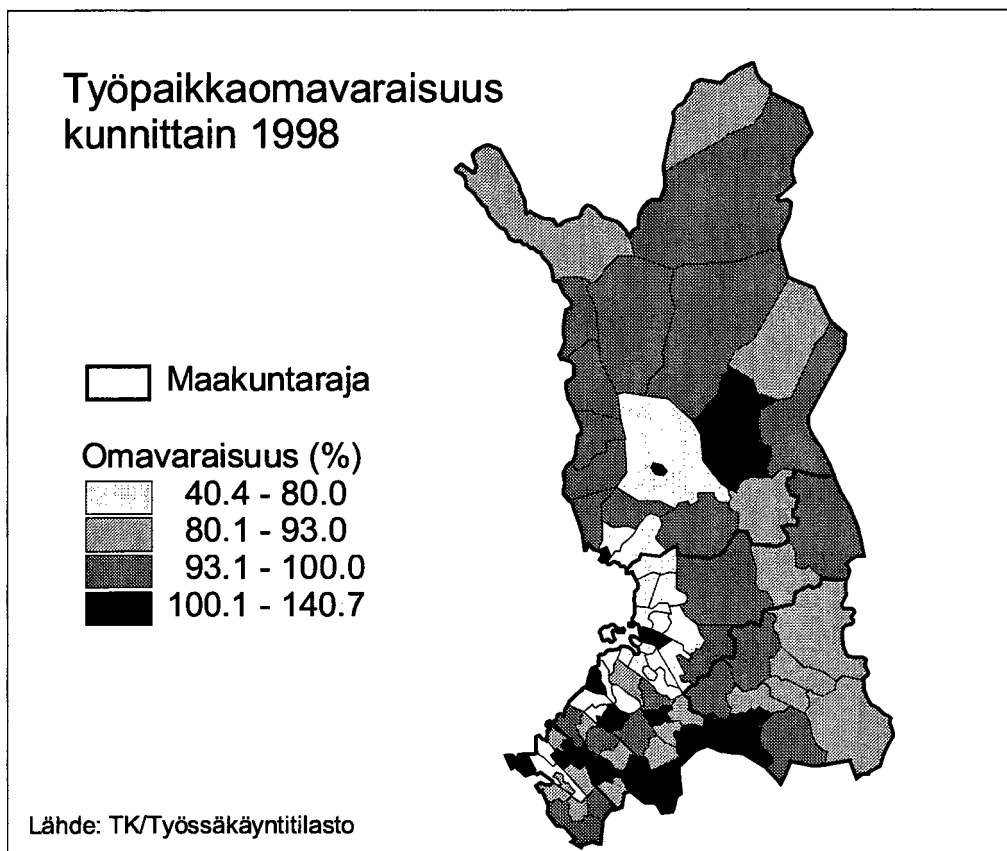 Työpaikkaomavaraisuus
kunnittain 1998
Maakuntaraja
Omavaraisuus (%)
40.4 - 80.0
80.1 - 93.0
93.1 - 100.0
100.1 - 140.7
Lähde: TK/Työssäkäyntitilasto